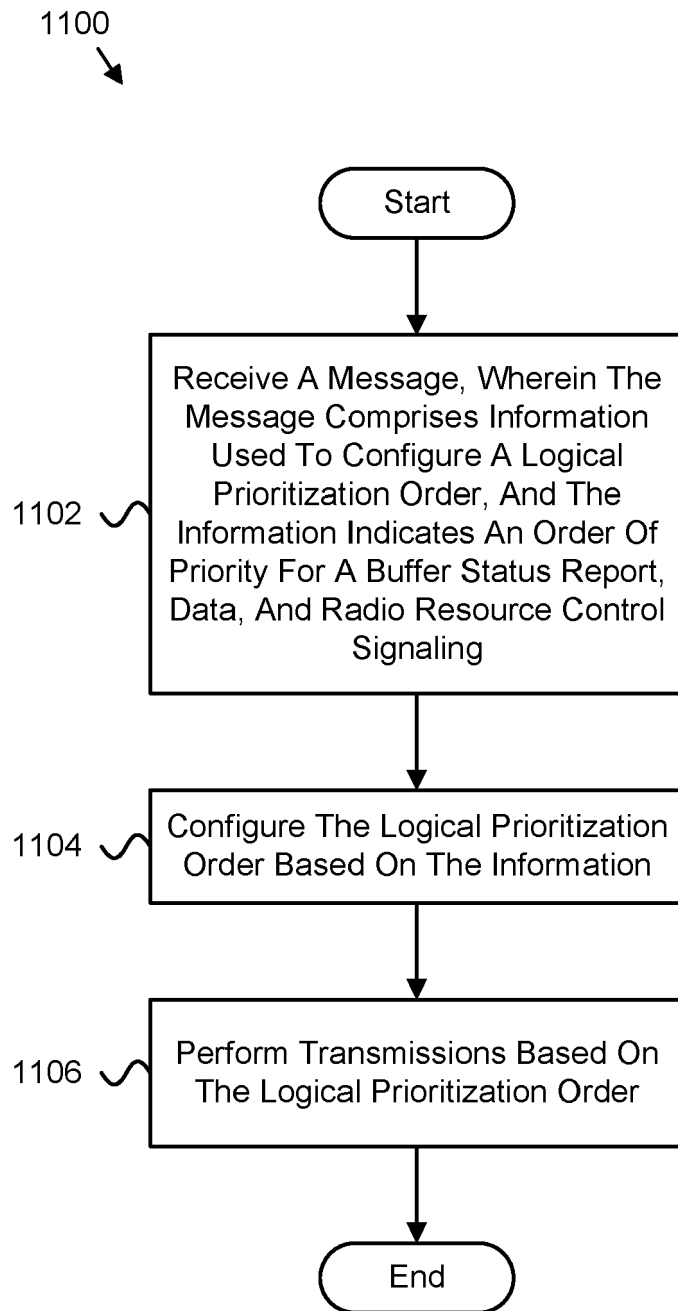 1100
Start
Receive A Message, Wherein The
Message Comprises Information
Used To Configure A Logical
Prioritization Order, And The
Information Indicates An Order Of
Priority For A Buffer Status Report,
Data, And Radio Resource Control
Signaling
1102
Configure The Logical Prioritization
Order Based On The Information
1104
Perform Transmissions Based On
The Logical Prioritization Order
1106
End